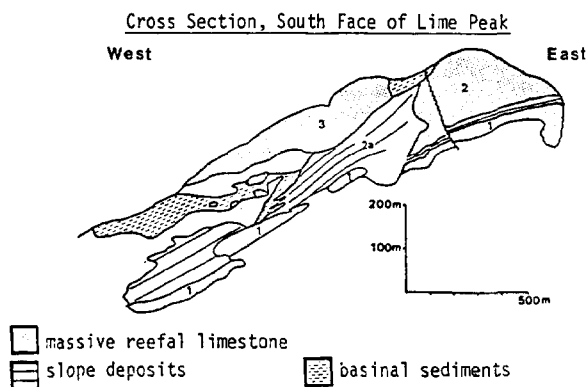 Cross Section, South Face of Lime Peak
West
East
2
3
2a
1
1
1
1
200m
100m
500m
massive reefal limestone
slope deposits
basinal sediments